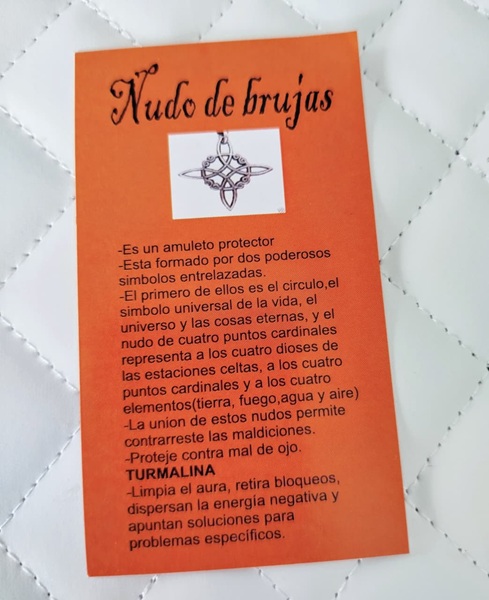 Nudo de brujas
-Es un amuleto protector
-Esta formado por dos poderosos
simbolos entrelazadas.
-El primero de ellos es el circulo,el
simbolo universal de la vida, el
universo y las cosas eternas, y el
nudo de cuatro puntos cardinales
representa a los cuatro dioses de
las estaciones celtas, a los cuatro
puntos cardinales y a los cuatro
elementos(tierra, fuego,agua y aire)
-La union de estos nudos permite
contrarreste las maldiciones.
-Proteje contra mal de ojo.
TURMALINA
-Limpia el aura, retira bloqueos,
dispersan la energía negativa y
apuntan soluciones para
problemas específicos.